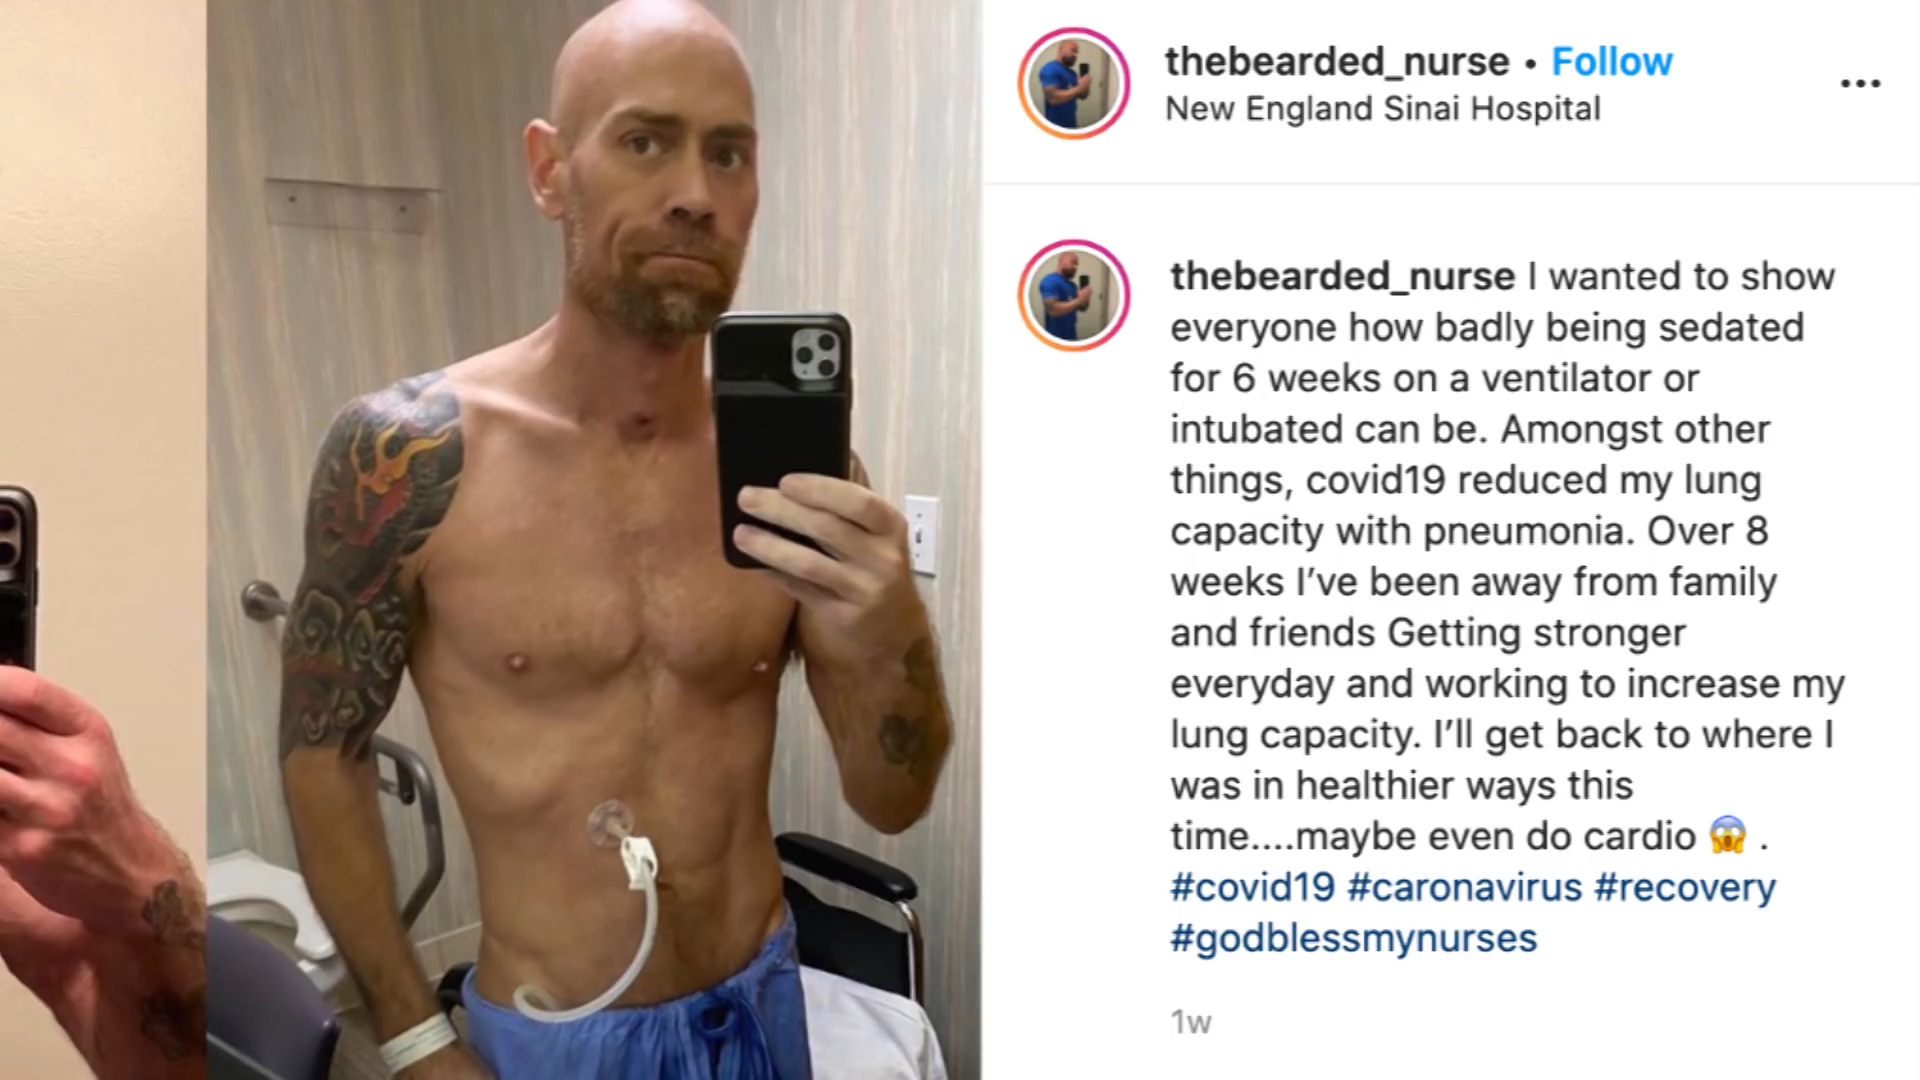 thebearded_nurse • Follow
New England Sinai Hospital
thebearded_nurse I wanted to show
everyone how badly being sedated
for 6 weeks on a ventilator or
intubated can be. Amongst other
things, covid19 reduced my lung
capacity with pneumonia. Over 8
weeks I’ve been away from family
and friends Getting stronger
everyday and working to increase my
lung capacity. I’ll get back to where I
was in healthier ways this
time....maybe even do cardio 😱 .
#covid19 #caronavirus #recovery
#godblessmynurses
1w